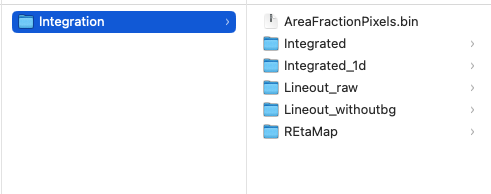 Integration
AreaFractionPixels.bin
Integrated
Integrated_1d
Lineout_raw
Lineout_withoutbg
REtaMap